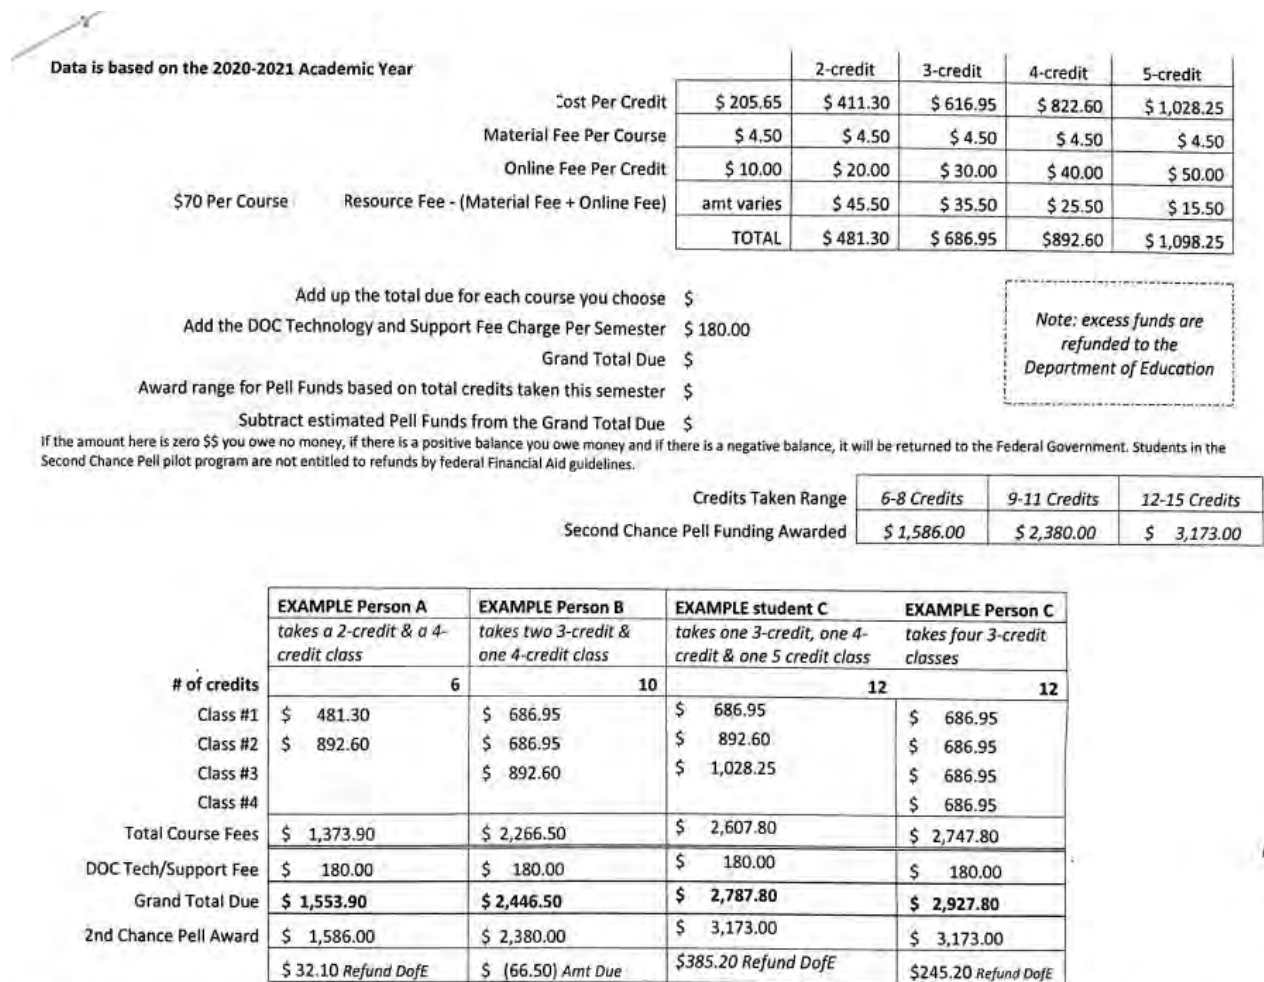 Data is based on the 2020-2021 Academic Year
2-credit 3-credit 4-credit 5-credit
Cost Per Credit $ 205.65 $ 411.30 $ 616.95 $ 822.60 $ 1,028.25
Material Fee Per Course $ 4.50 $ 4.50 $ 4.50 $ 4.50 $ 4.50
Online Fee Per Credit $ 10.00 $ 20.00 $ 30.00 $ 40.00 $ 50.00
$70 Per Course Resource Fee - (Material Fee + Online Fee) amt varies $ 45.50 $ 35.50 $ 25.50 $ 15.50
TOTAL $ 481.30 $ 686.95 $892.60 $ 1,098.25
Add up the total due for each course you choose $
Add the DOC Technology and Support Fee Charge Per Semester $ 180.00
Grand Total Due $
Award range for Pell Funds based on total credits taken this semester $
Subtract estimated Pell Funds from the Grand Total Due $
Note: excess funds are
refunded to the
Department of Education
If the amount here is zero $$ you owe no money, if there is a positive balance you owe money and if there is a negative balance, it will be returned to the Federal Government. Students in the
Second Chance Pell pilot program are not entitled to refunds by federal Financial Aid guidelines.
Credits Taken Range 6-8 Credits 9-11 Credits 12-15 Credits
Second Chance Pell Funding Awarded $ 1,586.00 $ 2,380.00 $ 3,173.00
EXAMPLE Person A EXAMPLE Person B EXAMPLE student C EXAMPLE Person C
takes a 2-credit & a 4- takes two 3-credit & takes one 3-credit, one 4- takes four 3-credit
credit class one 4-credit class credit & one 5 credit class classes
# of credits 6 10 12 12
Class #1 $ 481.30 $ 686.95 $ 686.95 $ 686.95
Class #2 $ 892.60 $ 686.95 $ 892.60 $ 686.95
Class #3 $ 892.60 $ 1,028.25 $ 686.95
Class #4 $ 686.95
Total Course Fees $ 1,373.90 $ 2,266.50 $ 2,607.80 $ 2,747.80
DOC Tech/Support Fee $ 180.00 $ 180.00 $ 180.00 $ 180.00
Grand Total Due $ 1,553.90 $ 2,446.50 $ 2,787.80 $ 2,927.80
2nd Chance Pell Award $ 1,586.00 $ 2,380.00 $ 3,173.00 $ 3,173.00
$ 32.10 Refund DofE $ (66.50) Amt Due $385.20 Refund DofE $245.20 Refund DofE